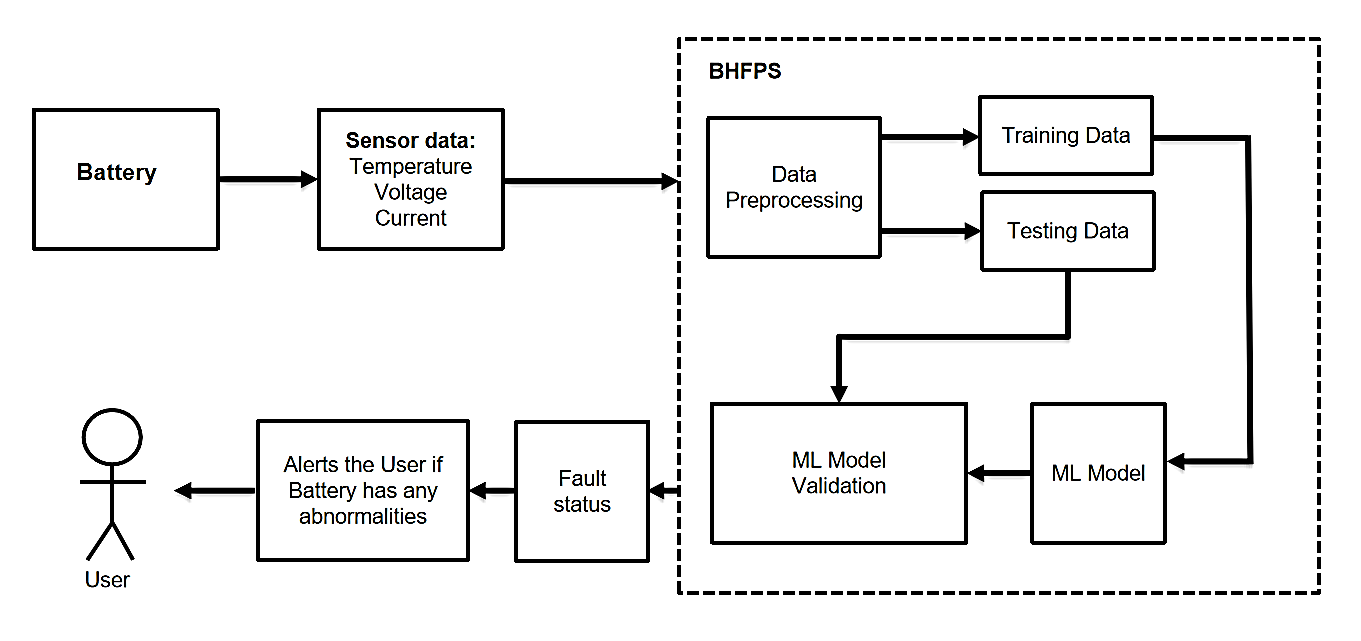 BHFPS
Battery
Sensor data:
Temperature
Voltage
Current
Data
Preprocessing
Training Data
Testing Data
ML Model
Validation
ML Model
Fault
status
Alerts the User if
Battery has any
abnormalities
User